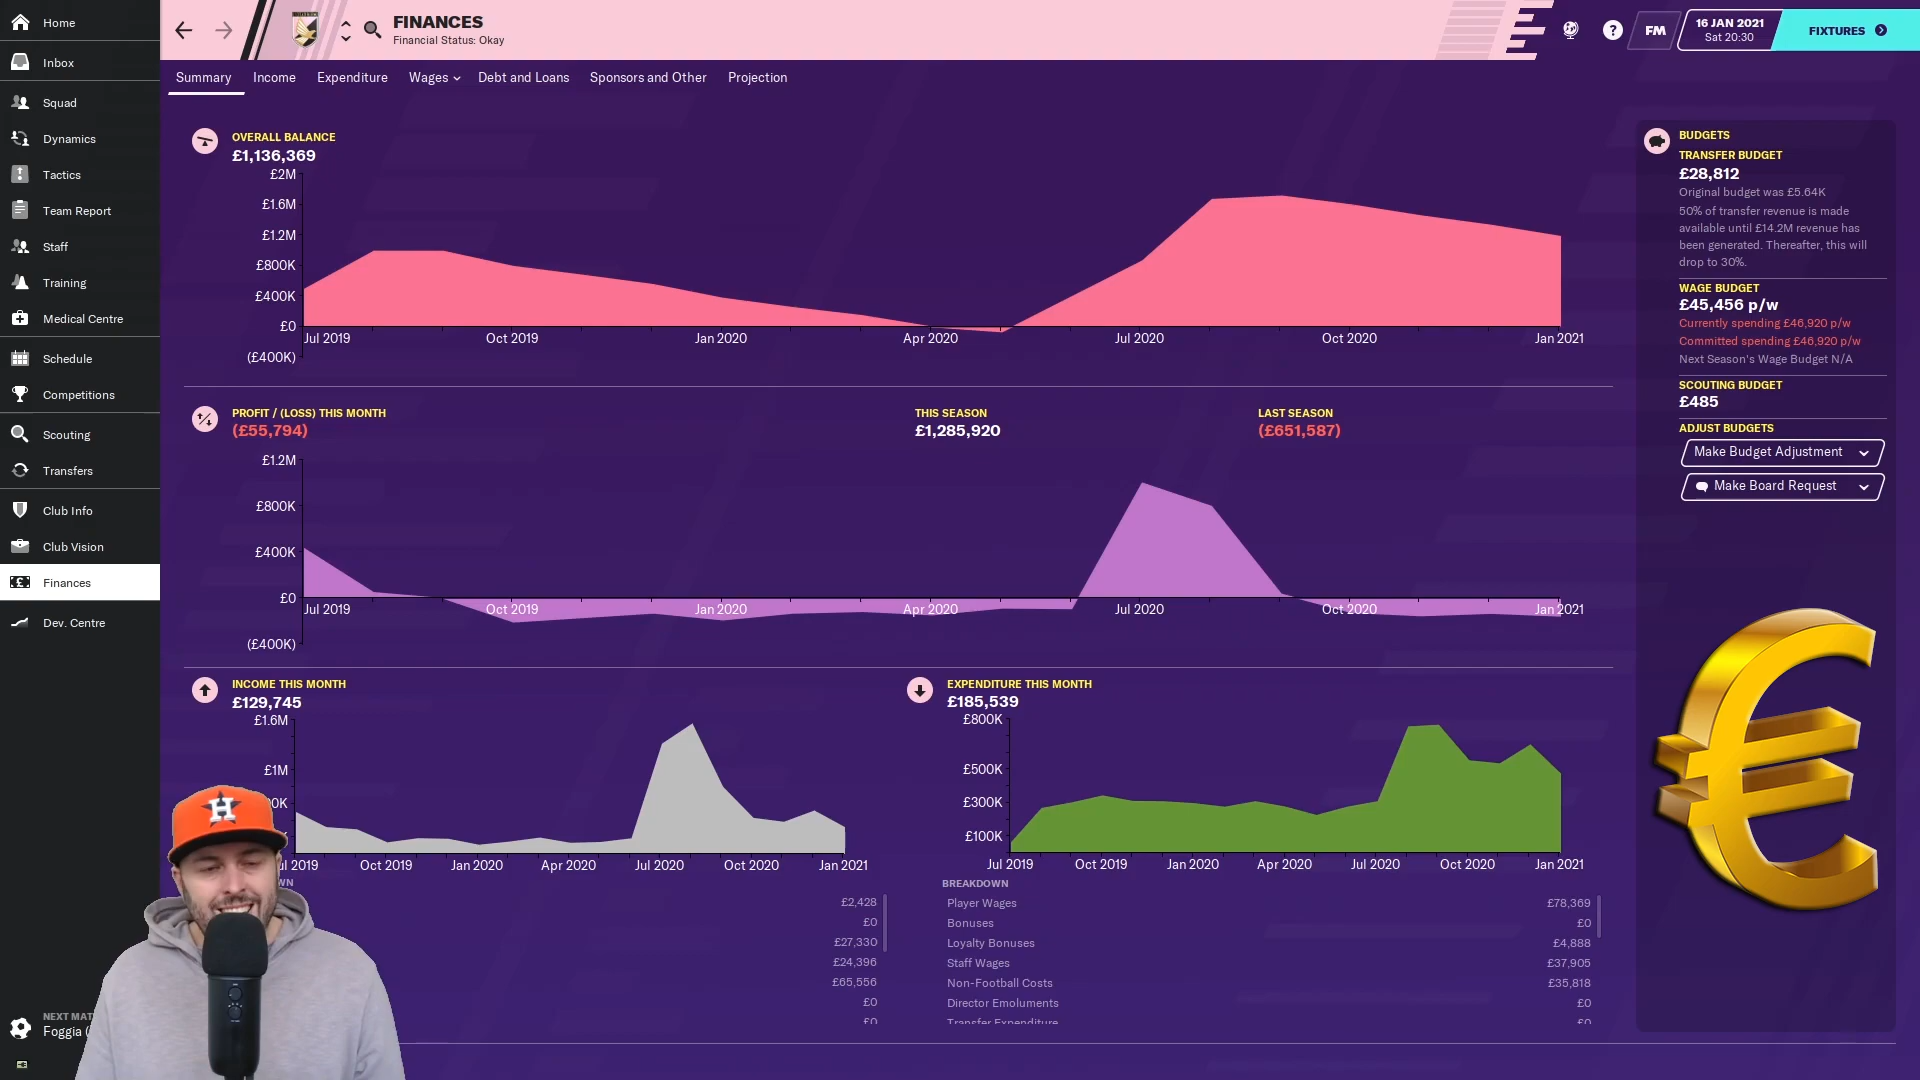 Home
Inbox
Squad
Dynamics
Tactics
Team Report
Staff
Training
Medical Centre
Schedule
Competitions
Scouting
Transfers
Club Info
Club Vision
Finances
Dev. Centre
NEXT MAT
Foggia (
FINANCES
Financial Status: Okay
?
FM
16 JAN 2021
Sat 20:30
FIXTURES
Summary
Income
Expenditure
Wages
Debt and Loans
Sponsors and Other
Projection
OVERALL BALANCE
£1,136,369
£2M
£1.6M
£1.2M
£800K
£400K
£0
(£400K)
Jul 2019
Oct 2019
Jan 2020
Apr 2020
Jul 2020
Oct 2020
Jan 2021
PROFIT / (LOSS) THIS MONTH
(£55,794)
THIS SEASON
£1,285,920
LAST SEASON
(£651,587)
£1.2M
£800K
£400K
£0
(£400K)
Jul 2019
Oct 2019
Jan 2020
Apr 2020
Jul 2020
Oct 2020
Jan 2021
INCOME THIS MONTH
£129,745
£1.6M
£1M
0K
ul 2019
Oct 2019
Jan 2020
Apr 2020
Jul 2020
Oct 2020
Jan 2021
WN
£2,428
£0
£27,330
£24,396
£65,556
£0
£0
EXPENDITURE THIS MONTH
£185,539
£800K
£500K
£300K
£100K
Jul 2019
Oct 2019
Jan 2020
Apr 2020
Jul 2020
Oct 2020
Jan 2021
BREAKDOWN
Player Wages £78,369
Bonuses £0
Loyalty Bonuses £4,888
Staff Wages £37,905
Non-Football Costs £35,818
Director Emoluments £0
Transfer Expenditure £0
BUDGETS
TRANSFER BUDGET
£28,812
Original budget was £5.64K
50% of transfer revenue is made
available until £14.2M revenue has
been generated. Thereafter, this will
drop to 30%.
WAGE BUDGET
£45,456 p/w
Currently spending £46,920 p/w
Committed spending £46,920 p/w
Next Season's Wage Budget N/A
SCOUTING BUDGET
£485
ADJUST BUDGETS
Make Budget Adjustment
Make Board Request
€
H